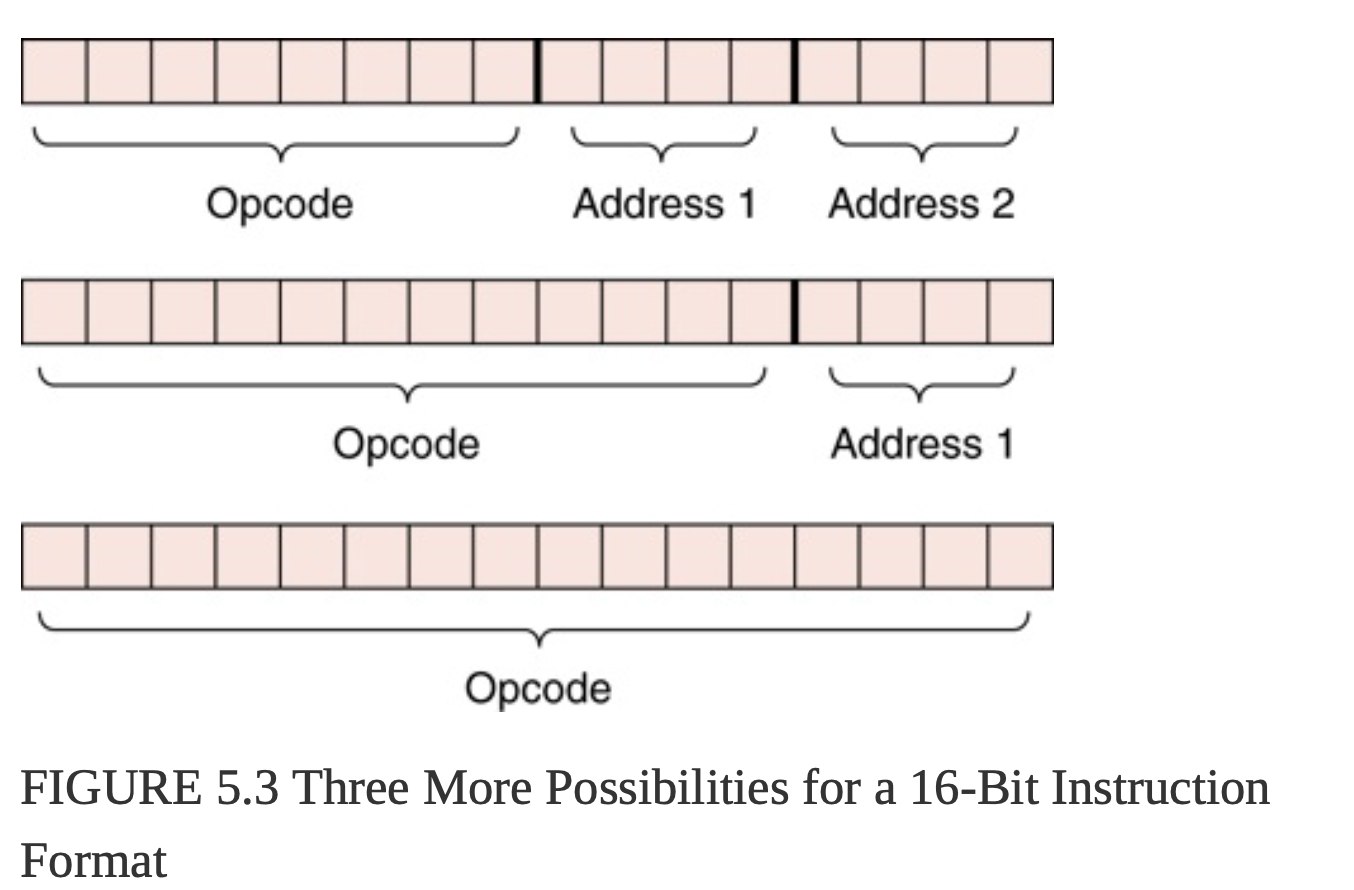 Opcode Address 1 Address 2
Opcode Address 1
Opcode
FIGURE 5.3 Three More Possibilities for a 16-Bit Instruction
Format